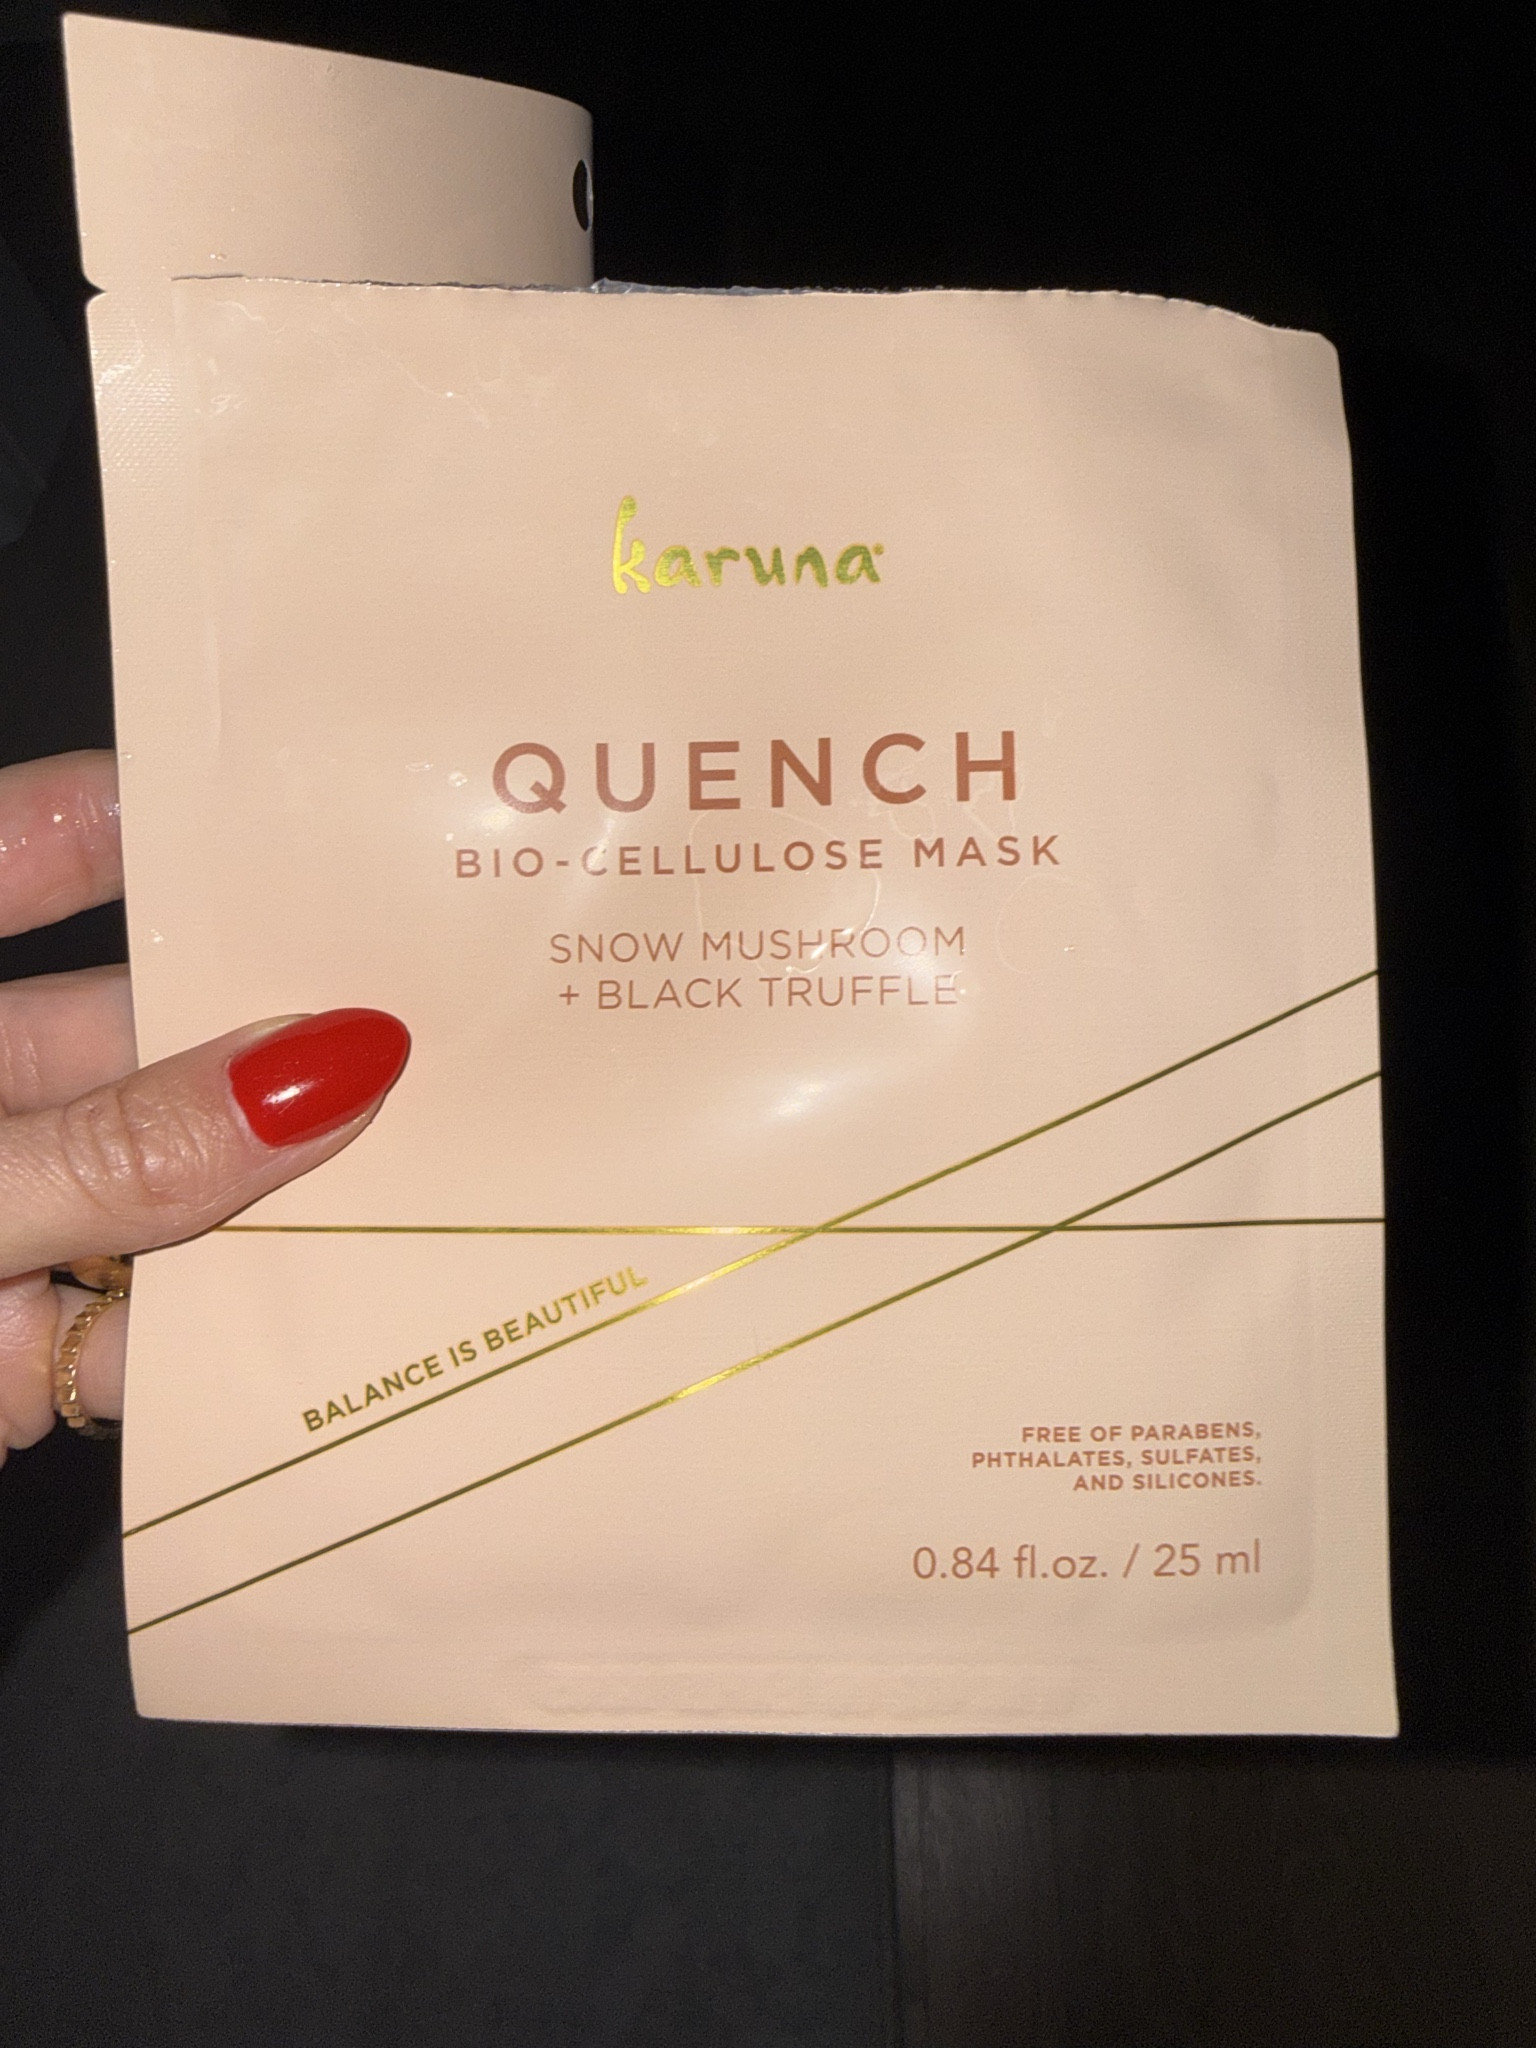 karuna
QUENCH
BIO-CELLULOSE MASK
SNOW MUSHROOM
+ BLACK TRUFFLE
BALANCE IS BEAUTIFUL
FREE OF PARABENS,
PHTHALATES, SULFATES,
AND SILICONES.
0.84 fl.oz. / 25 ml